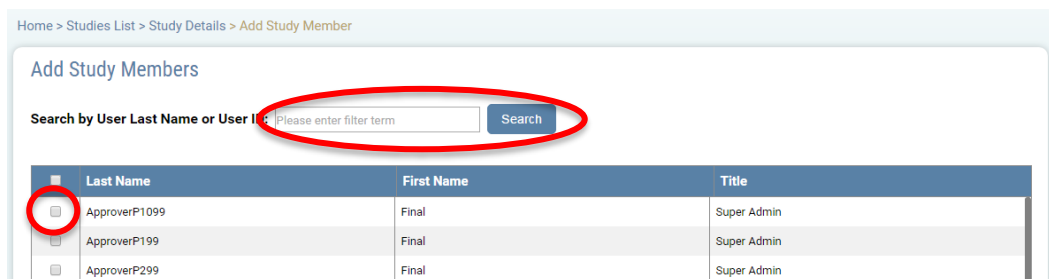 Home > Studies List > Study Details > Add Study Member
Add Study Members
Search by User Last Name or User ID: Please enter filter term Search
Last Name First Name Title
ApproverP1099 Final Super Admin
ApproverP199 Final Super Admin
ApproverP299 Final Super Admin